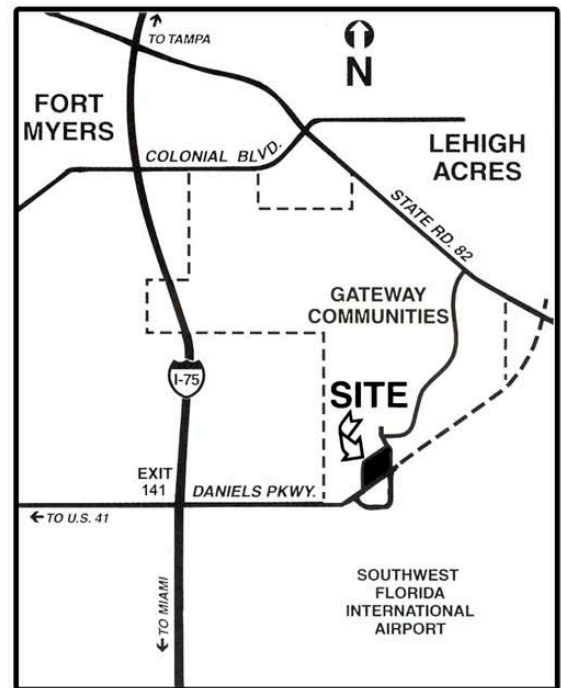 TO TAMPA
N
FORT
MYERS
COLONIAL BLVD.
LEHIGH
ACRES
STATE RD. 82
GATEWAY
COMMUNITIES
I-75
SITE
EXIT
141
DANIELS PKWY.
←TO U.S. 41
←TO MIAMI
SOUTHWEST
FLORIDA
INTERNATIONAL
AIRPORT